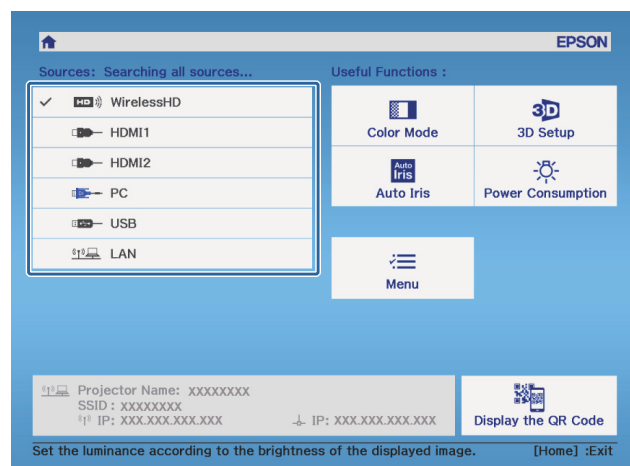 EPSON
Sources: Searching all sources...
Useful Functions :
WirelessHD
HDMI1
HDMI2
PC
USB
LAN
Color Mode
3D
3D Setup
Auto
Iris
Auto Iris
Power Consumption
Menu
Projector Name: XXXXXXXX
SSID : XXXXXXXX
IP: XXX.XXX.XXX.XXX
IP: XXX.XXX.XXX.XXX
Display the QR Code
Set the luminance according to the brightness of the displayed image.
[Home] :Exit